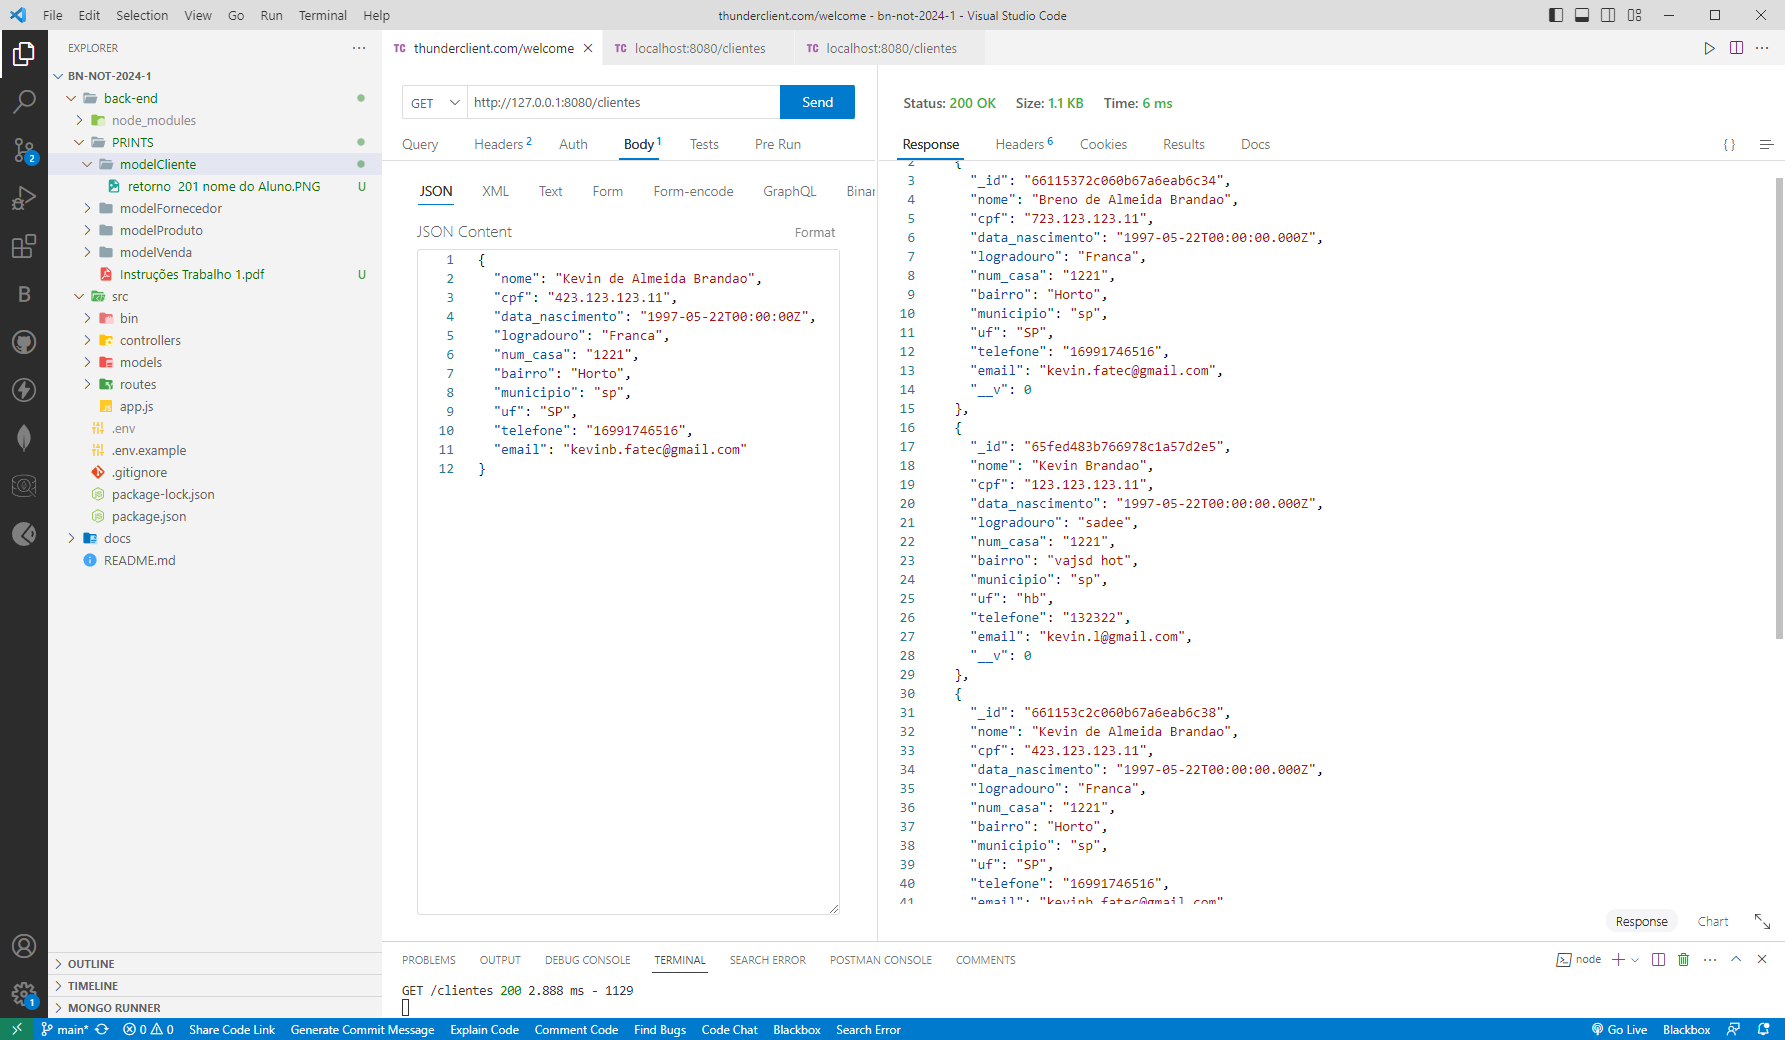 File Edit Selection View Go Run Terminal Help
thunderclient.com/welcome - bn-not-2024-1 - Visual Studio Code
EXPLORER
BN-NOT-2024-1
back-end
node_modules
PRINTS
modelCliente
retorno 201 nome do Aluno.PNG U
modelFornecedor
modelProduto
modelVenda
Instruções Trabalho 1.pdf U
src
bin
controllers
models
routes
app.js
.env
.env.example
.gitignore
package-lock.json
package.json
docs
README.md
OUTLINE
TIMELINE
MONGO RUNNER
TC thunderclient.com/welcome
TC localhost:8080/clientes
TC localhost:8080/clientes
GET http://127.0.0.1:8080/clientes Send
Query Headers 2 Auth Body 1 Tests Pre Run
JSON XML Text Form Form-encode GraphQL Binar
JSON Content Format
1 {
2 "nome": "Kevin de Almeida Brandao",
3 "cpf": "423.123.123.11",
4 "data_nascimento": "1997-05-22T00:00:00Z",
5 "logradouro": "Franca",
6 "num_casa": "1221",
7 "bairro": "Horto",
8 "municipio": "sp",
9 "uf": "SP",
10 "telefone": "16991746516",
11 "email": "kevinb.fatec@gmail.com"
12 }
Status: 200 OK Size: 1.1 KB Time: 6 ms
Response Headers 6 Cookies Results Docs
{ }
2 {
3 "_id": "66115372c060b67a6eab6c34",
4 "nome": "Breno de Almeida Brandao",
5 "cpf": "723.123.123.11",
6 "data_nascimento": "1997-05-22T00:00:00.000Z",
7 "logradouro": "Franca",
8 "num_casa": "1221",
9 "bairro": "Horto",
10 "municipio": "sp",
11 "uf": "SP",
12 "telefone": "16991746516",
13 "email": "kevin.fatec@gmail.com",
14 "__v": 0
15 },
16 {
17 "_id": "65fed483b766978c1a57d2e5",
18 "nome": "Kevin Brandao",
19 "cpf": "123.123.123.11",
20 "data_nascimento": "1997-05-22T00:00:00.000Z",
21 "logradouro": "sadee",
22 "num_casa": "1221",
23 "bairro": "vajsd hot",
24 "municipio": "sp",
25 "uf": "hb",
26 "telefone": "132322",
27 "email": "kevin.l@gmail.com",
28 "__v": 0
29 },
30 {
31 "_id": "661153c2c060b67a6eab6c38",
32 "nome": "Kevin de Almeida Brandao",
33 "cpf": "423.123.123.11",
34 "data_nascimento": "1997-05-22T00:00:00.000Z",
35 "logradouro": "Franca",
36 "num_casa": "1221",
37 "bairro": "Horto",
38 "municipio": "sp",
39 "uf": "SP",
40 "telefone": "16991746516",
41 "email": "kevinb.fatec@gmail.com"
Response Chart
PROBLEMS OUTPUT DEBUG CONSOLE TERMINAL SEARCH ERROR POSTMAN CONSOLE COMMENTS
node
GET /clientes 200 2.888 ms - 1129
main* 0 0 Share Code Link Generate Commit Message Explain Code Comment Code Find Bugs Code Chat Blackbox Search Error Go Live Blackbox